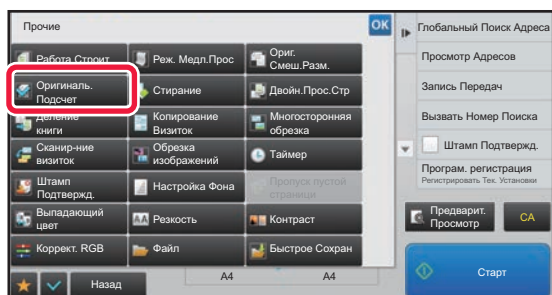 Прочие
OK
Работа Строит
Реж. Медл.Прос
Ориг.
Смеш.Разм.
Оригиналь.
Подсчет
Стирание
Двойн.Прос.Стр
Деление
книги
Копирование
Визиток
Многосторонняя
обрезка
Сканир-ние
визиток
Обрезка
изображений
Таймер
Штамп
Подтвержд.
Настройка Фона
Пропуск пустой
страници
Выпадающий
цвет
AA Резкость
Контраст
Коррект. RGB
Файл
Быстрое Сохран
Назад
A4
A4
Глобальный Поиск Адреса
Просмотр Адресов
Запись Передач
Вызвать Номер Поиска
Штамп Подтвержд.
Програм. регистрация
Регистрировать Тек. Установки
Предварит.
Просмотр
CA
Старт